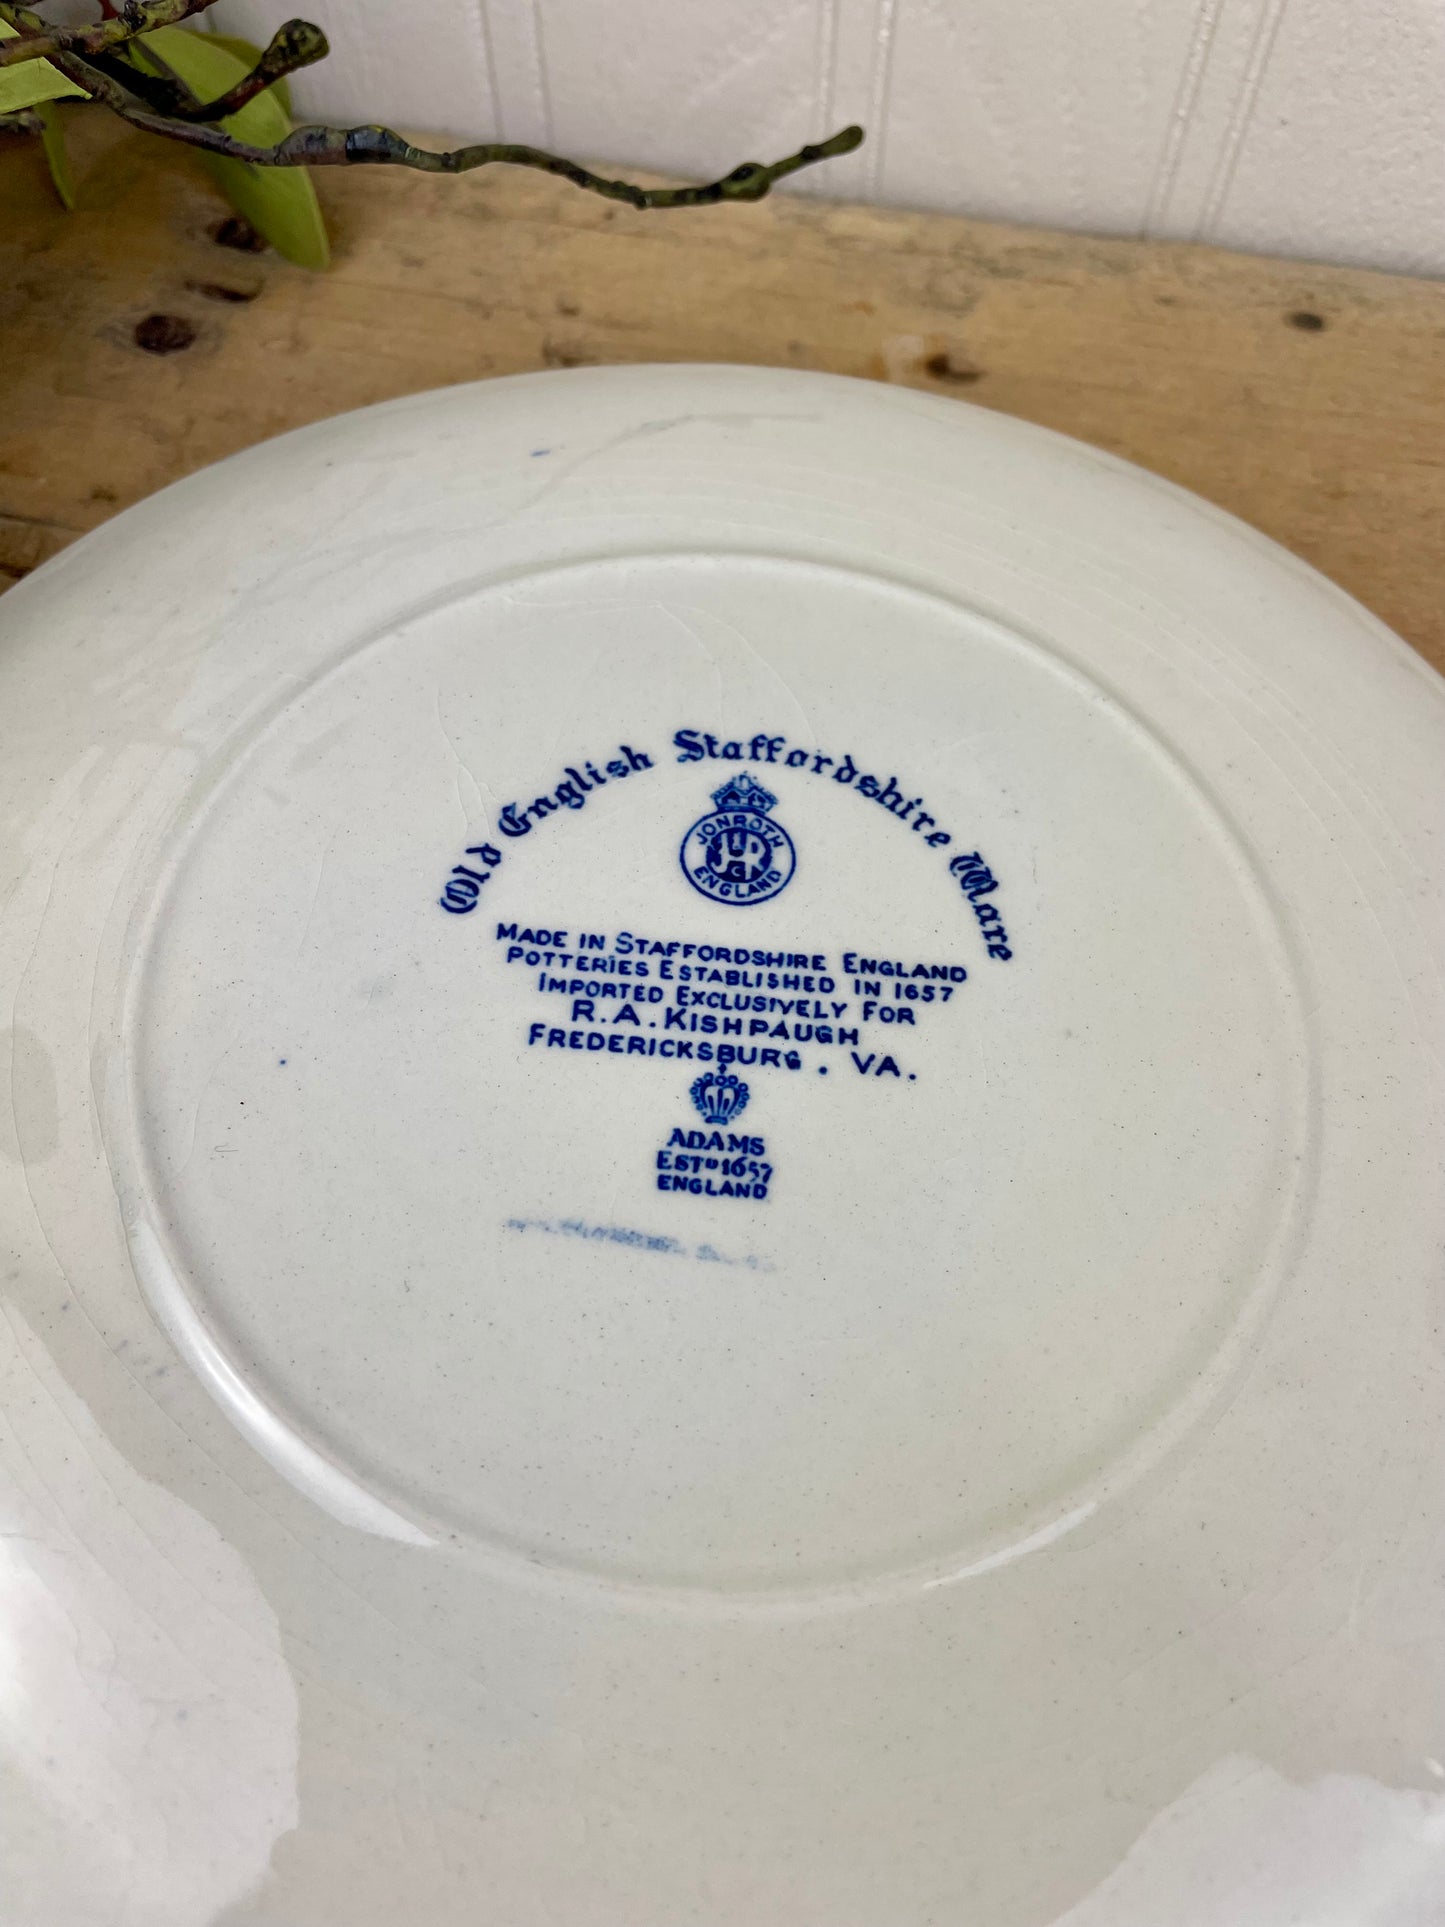 Old English Staffordshire Ware
JONROTH
JHR
ENGLAND
MADE IN STAFFORDSHIRE ENGLAND
POTTERIES ESTABLISHED IN 1657
IMPORTED EXCLUSIVELY FOR
R.A. KISHPAUGH
FREDERICKSBURG. VA.
ADAMS
ESTD 1657
ENGLAND